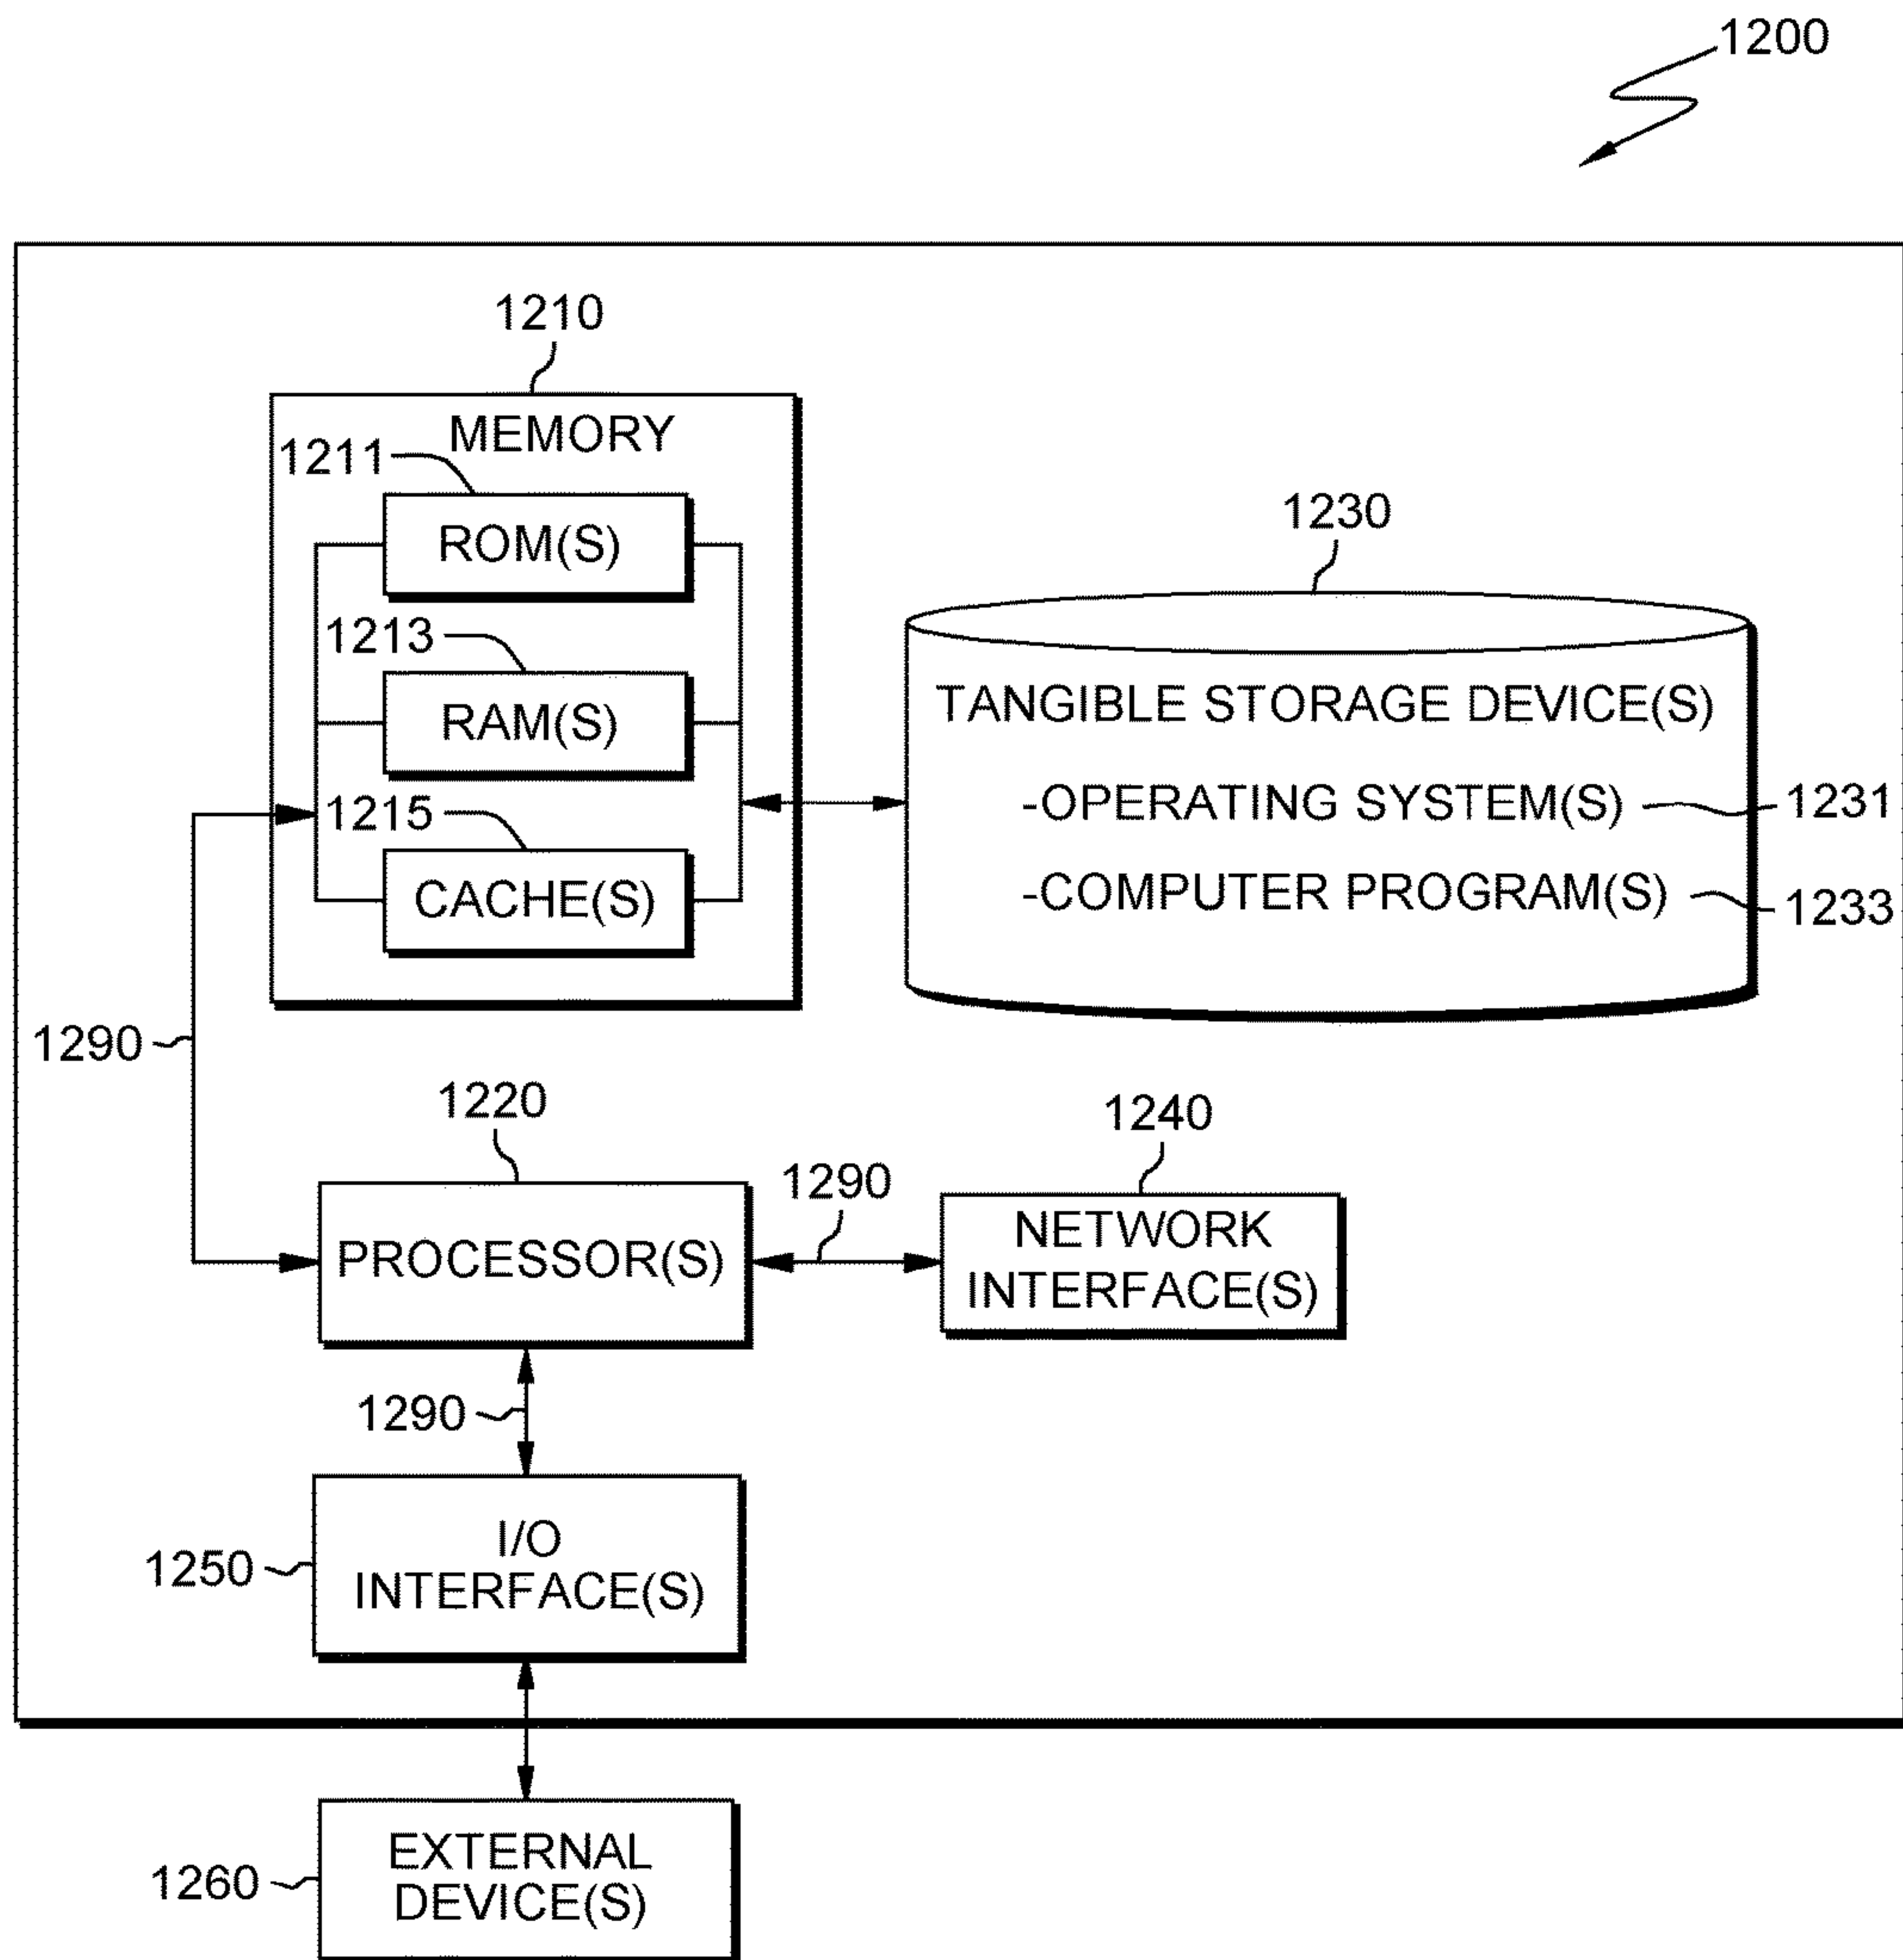 1200
1210
MEMORY
1211
ROM(S)
1213
RAM(S)
1215
CACHE(S)
1230
TANGIBLE STORAGE DEVICE(S)
-OPERATING SYSTEM(S)
1231
-COMPUTER PROGRAM(S)
1233
1290
1220
PROCESSOR(S)
1290
1240
NETWORK
INTERFACE(S)
1290
1250
I/O
INTERFACE(S)
1260
EXTERNAL
DEVICE(S)